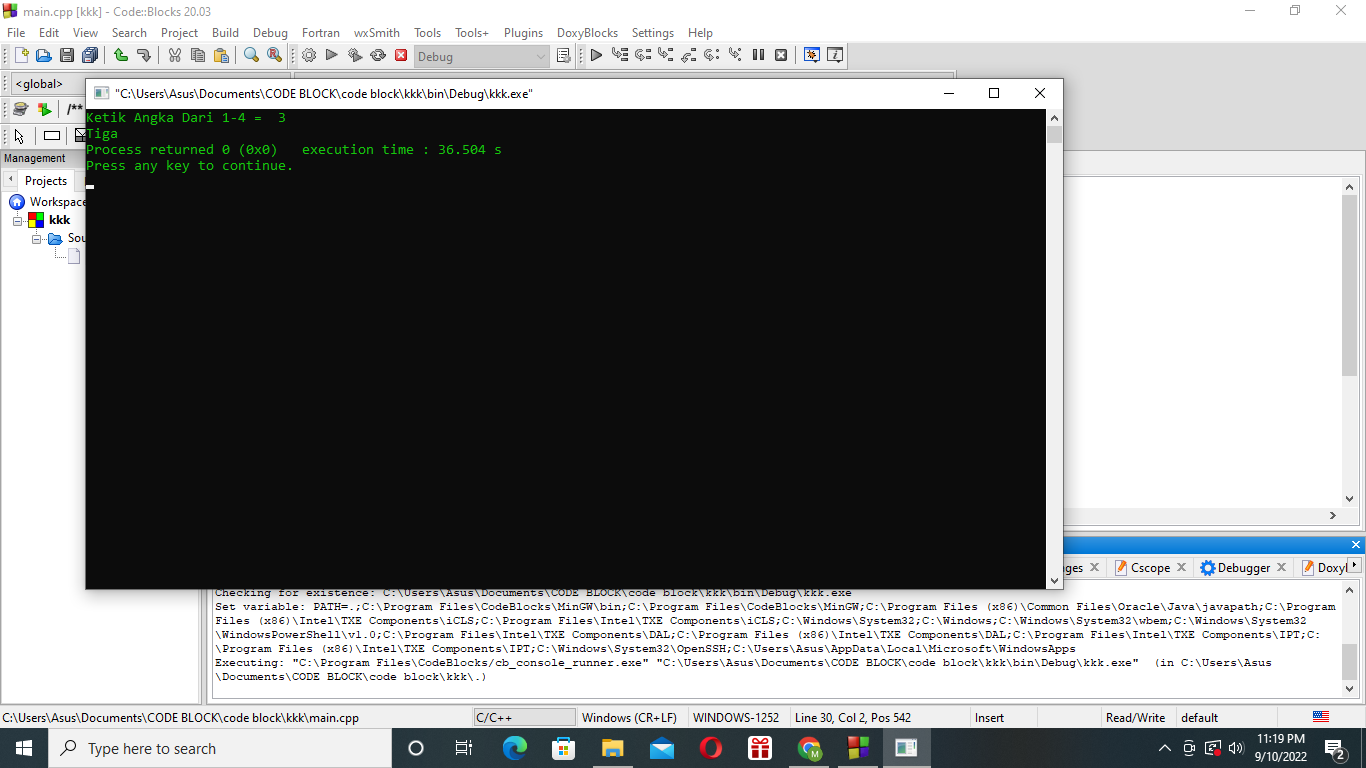 main.cpp [kkk] - Code::Blocks 20.03
File Edit View Search Project Build Debug Fortran wxSmith Tools Tools+ Plugins DoxyBlocks Settings Help
Debug
<global>
/**
"C:\Users\Asus\Documents\CODE BLOCK\code block\kkk\bin\Debug\kkk.exe"
Ketik Angka Dari 1-4 =  3
Tiga
Process returned 0 (0x0)   execution time : 36.504 s
Press any key to continue.
Management
Projects
Workspace
kkk
Sou
ges Cscope Debugger Doxyl
Checking for existence: C:\Users\Asus\Documents\CODE BLOCK\code block\kkk\bin\Debug\kkk.exe
Set variable: PATH=.;C:\Program Files\CodeBlocks\MinGW\bin;C:\Program Files\CodeBlocks\MinGW;C:\Program Files (x86)\Common Files\Oracle\Java\javapath;C:\Program
Files (x86)\Intel\TXE Components\iCLS;C:\Program Files\Intel\TXE Components\iCLS;C:\Windows\System32;C:\Windows;C:\Windows\System32\wbem;C:\Windows\System32
\WindowsPowerShell\v1.0;C:\Program Files\Intel\TXE Components\DAL;C:\Program Files (x86)\Intel\TXE Components\DAL;C:\Program Files\Intel\TXE Components\IPT;C:
\Program Files (x86)\Intel\TXE Components\IPT;C:\Windows\System32\OpenSSH;C:\Users\Asus\AppData\Local\Microsoft\WindowsApps
Executing: "C:\Program Files\CodeBlocks/cb_console_runner.exe" "C:\Users\Asus\Documents\CODE BLOCK\code block\kkk\bin\Debug\kkk.exe"  (in C:\Users\Asus
\Documents\CODE BLOCK\code block\kkk\.)
C:\Users\Asus\Documents\CODE BLOCK\code block\kkk\main.cpp C/C++ Windows (CR+LF) WINDOWS-1252 Line 30, Col 2, Pos 542 Insert Read/Write default
Type here to search
M
11:19 PM
9/10/2022
2